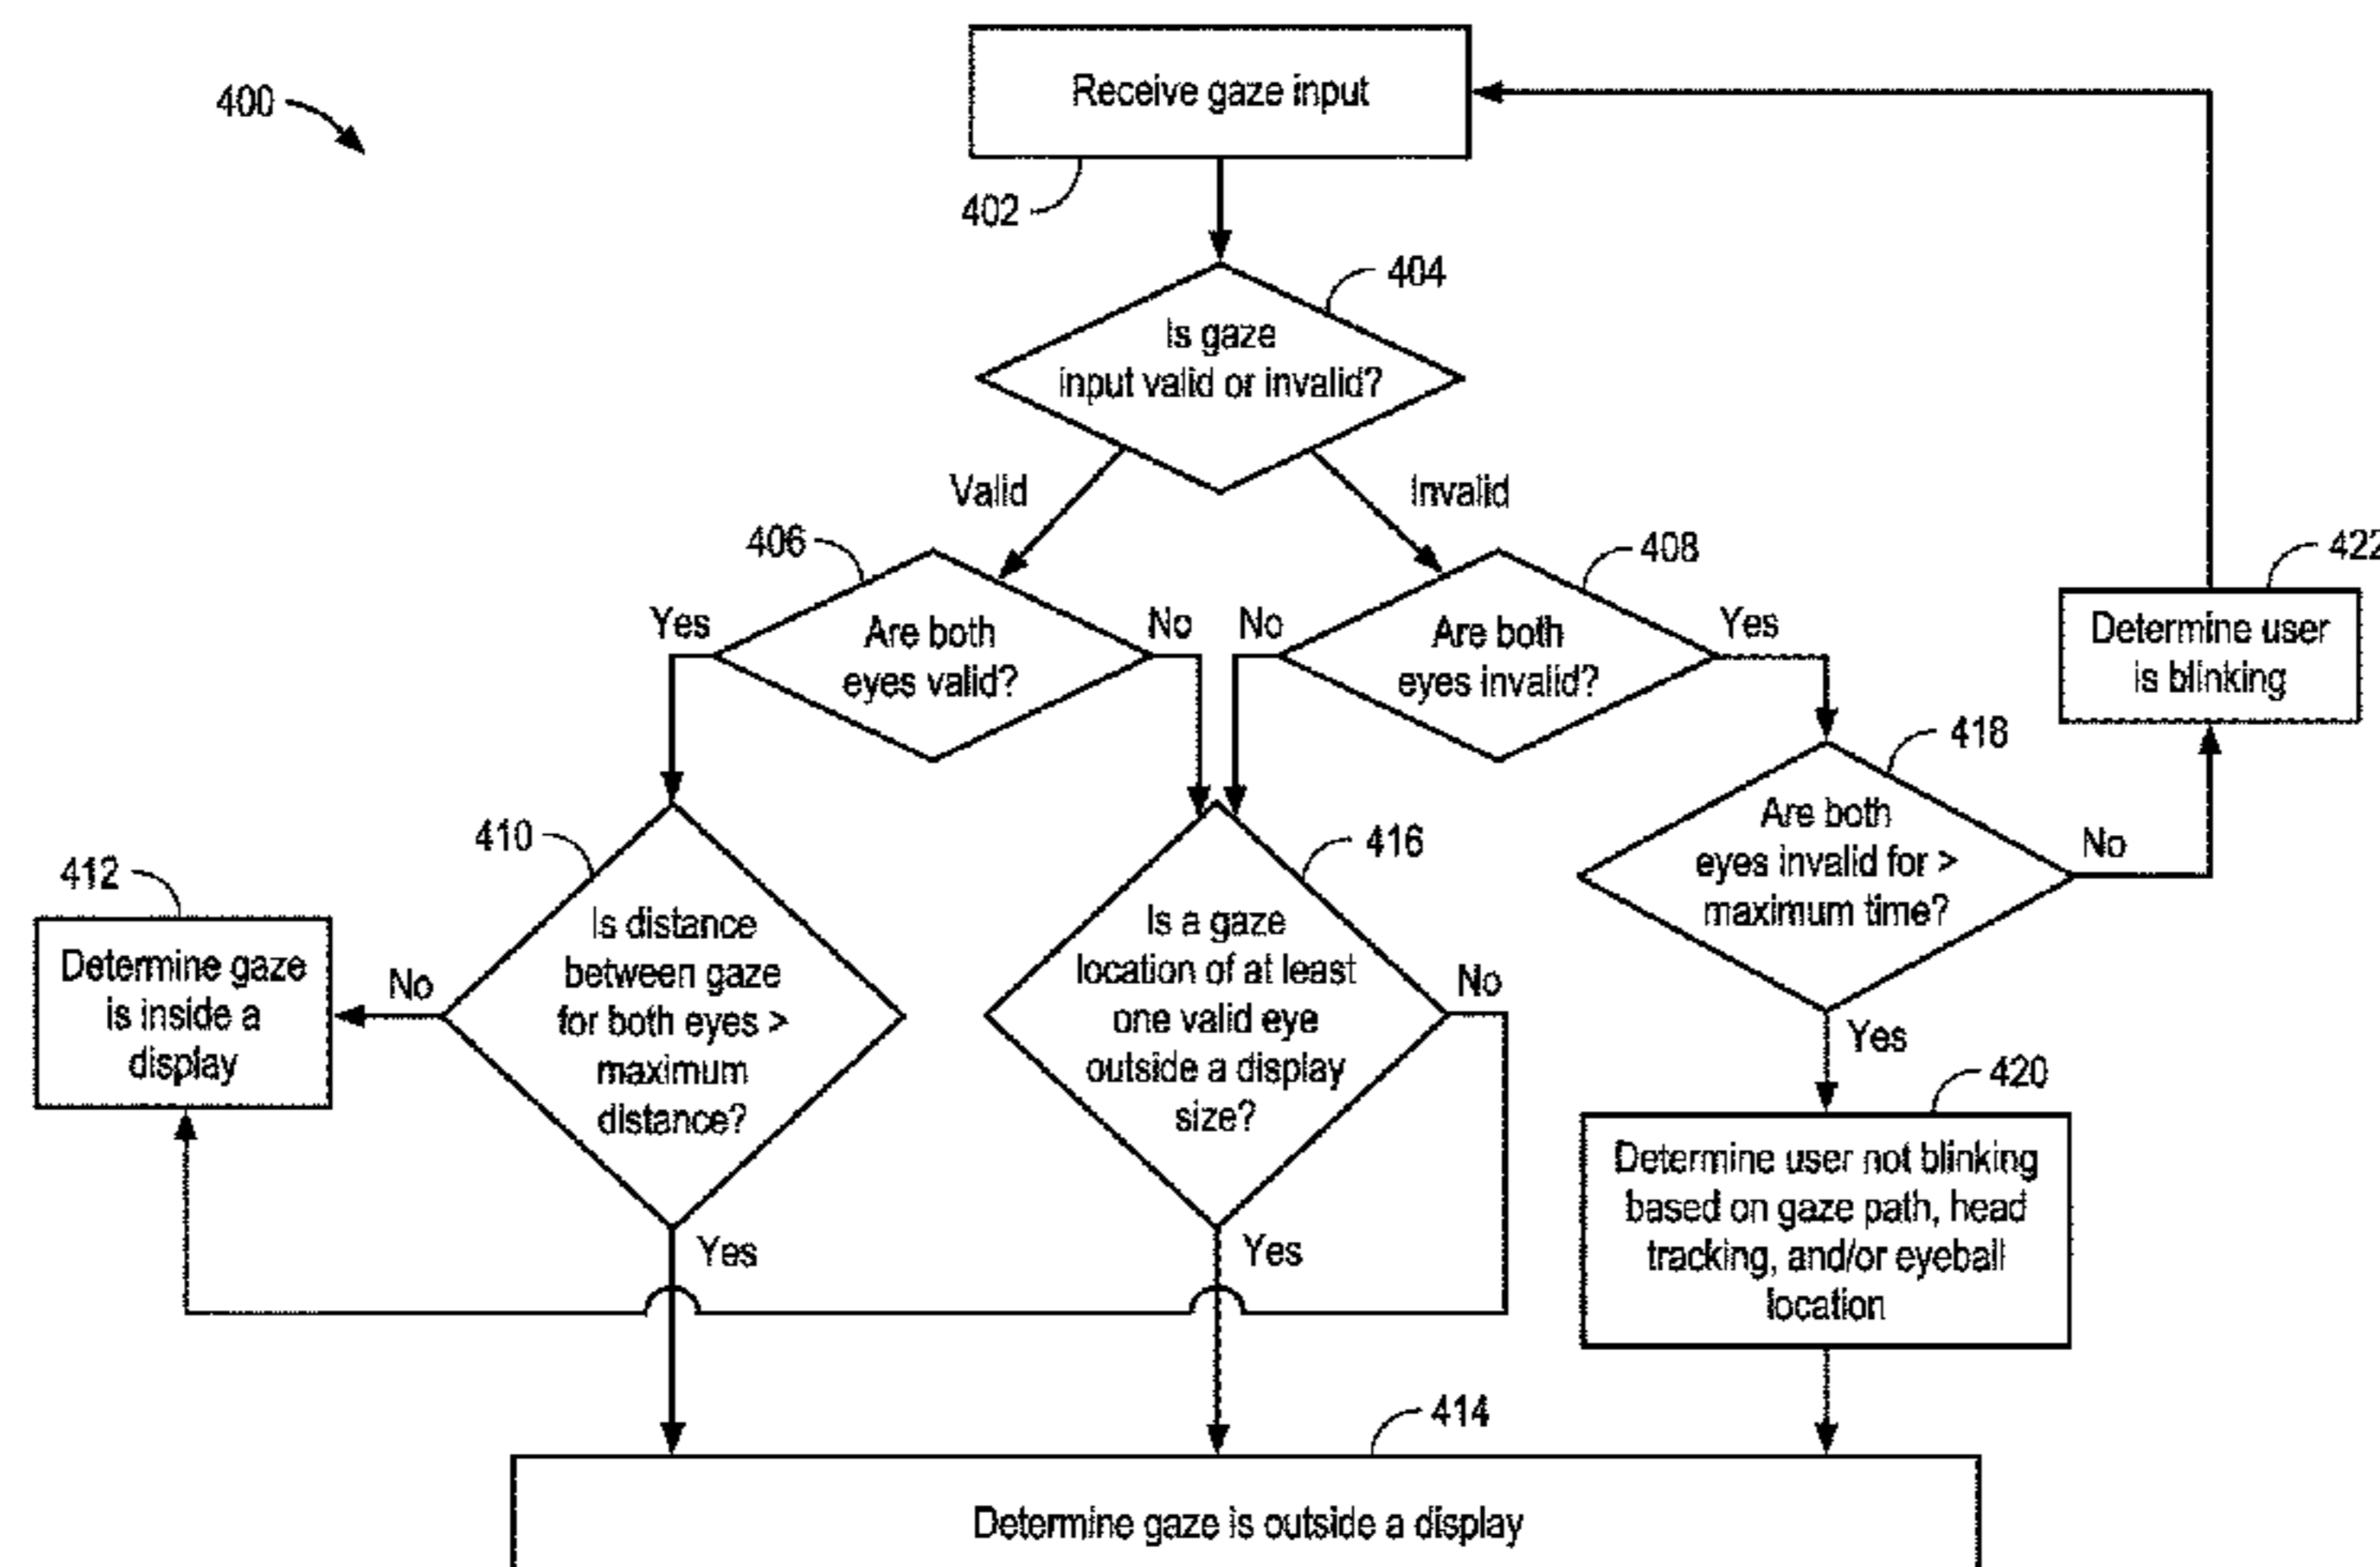 400
Receive gaze input
402
404
Is gaze
input valid or invalid?
Valid
Invalid
406
408
422
Yes
Are both
eyes valid?
No
No
Are both
eyes invalid?
Yes
Determine user
is blinking
418
Are both
eyes invalid for >
maximum time?
No
Yes
412
Determine gaze
is inside a
display
No
410
Is distance
between gaze
for both eyes >
maximum
distance?
Yes
416
Is a gaze
location of at least
one valid eye
outside a display
size?
No
Yes
420
Determine user not blinking
based on gaze path, head
tracking, and/or eyeball
location
414
Determine gaze is outside a display